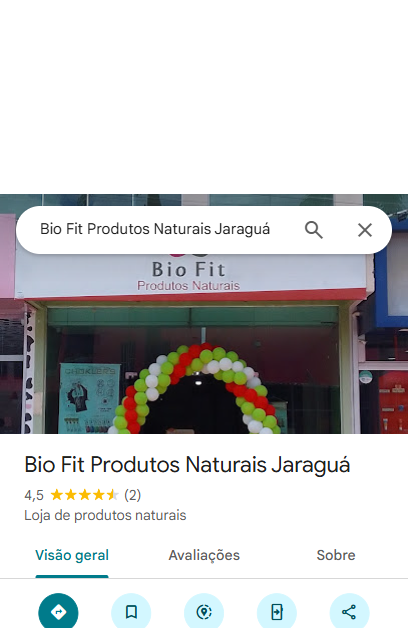 Bio Fit Produtos Naturais Jaraguá
Bio Fit
Produtos Naturais
Bio Fit Produtos Naturais Jaraguá
4,5 (2)
Loja de produtos naturais
Visão geral Avaliações Sobre